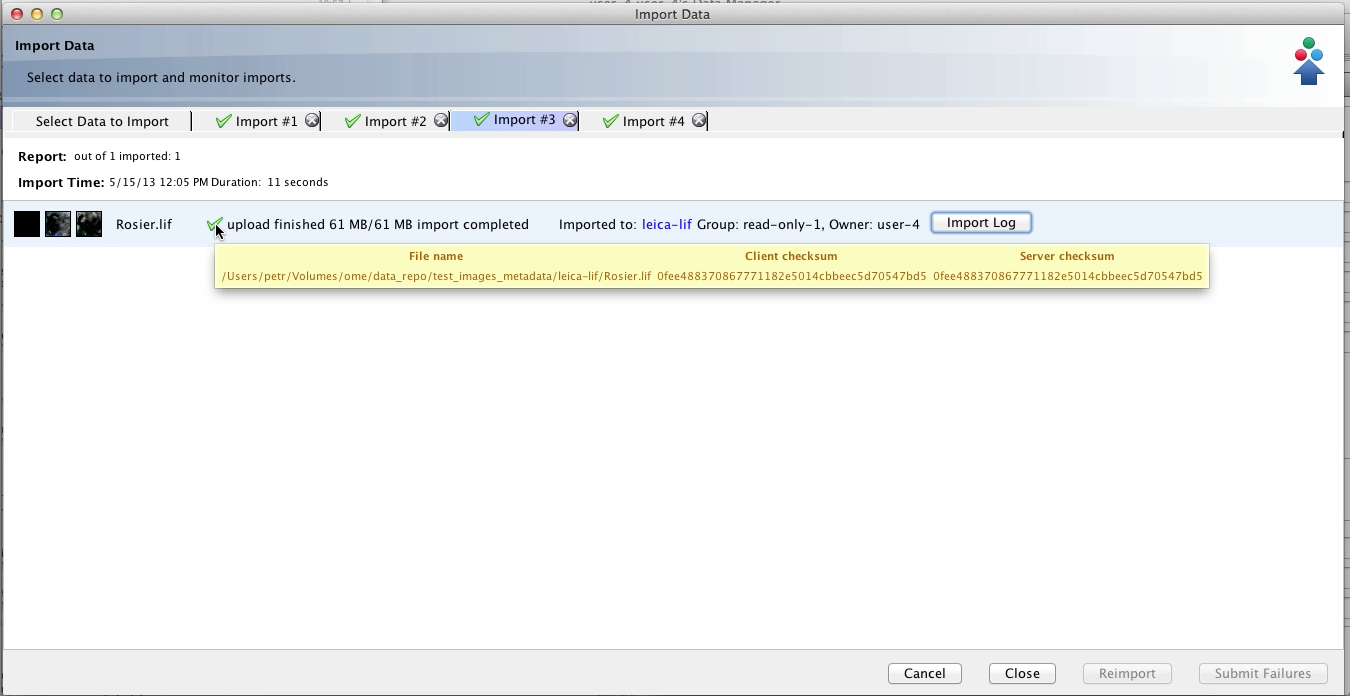 Import Data
Import Data
Select data to import and monitor imports.
Select Data to Import Import #1 Import #2 Import #3 Import #4
Report: out of 1 imported: 1
Import Time: 5/15/13 12:05 PM Duration: 11 seconds
Rosier.lif upload finished 61 MB/61 MB import completed Imported to: leica-lif Group: read-only-1, Owner: user-4 Import Log
File name Client checksum Server checksum
/Users/petr/Volumes/ome/data_repo/test_images_metadata/leica-lif/Rosier.lif 0fee488370867771182e5014cbbeec5d70547bd5 0fee488370867771182e5014cbbeec5d70547bd5
Cancel Close Reimport Submit Failures